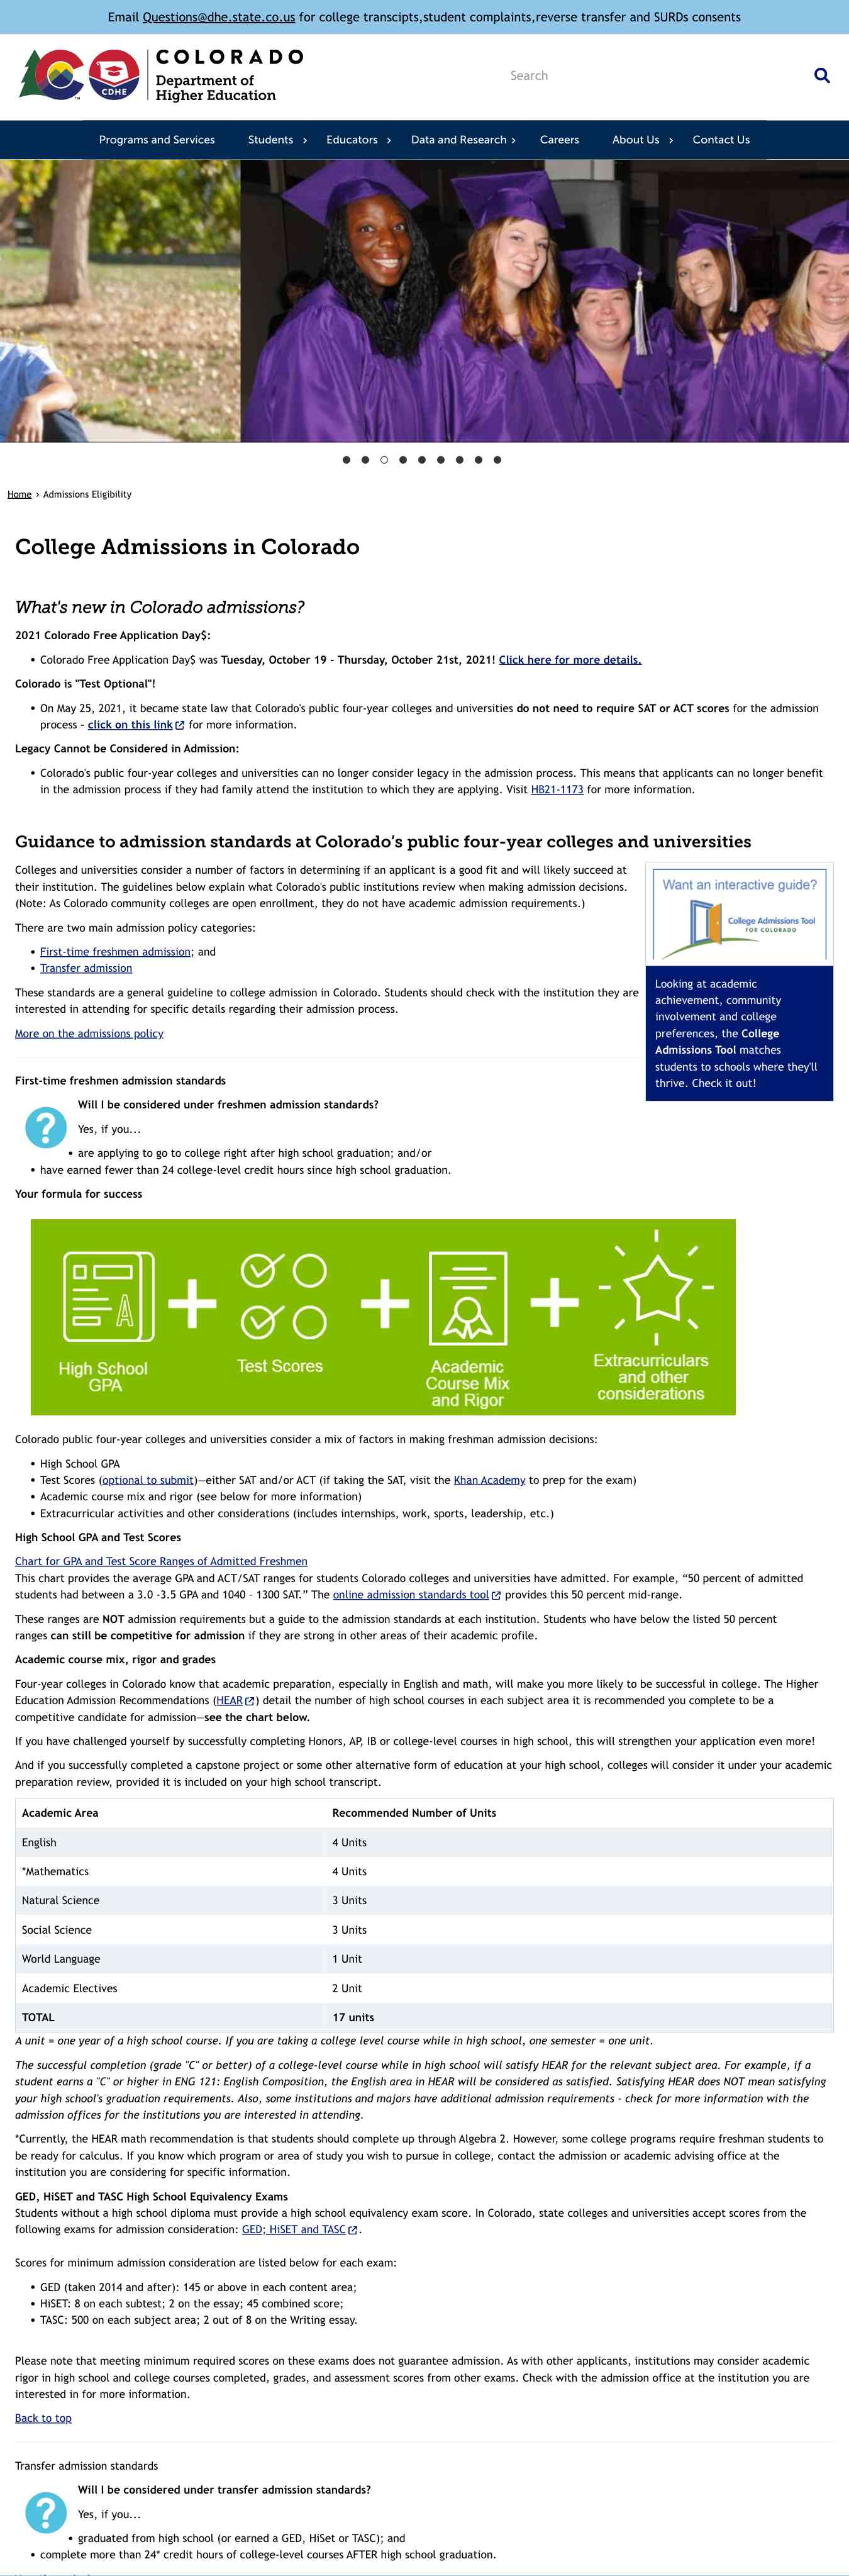 Email Questions@dhe.state.co.us for college transcipts,student complaints,reverse transfer and SURDs consents
COLORADO
Department of
Higher Education
CDHE
TM
Search
Programs and Services
Students
Educators
Data and Research
Careers
About Us
Contact Us
Home › Admissions Eligibility
College Admissions in Colorado
What's new in Colorado admissions?
2021 Colorado Free Application Day$:
• Colorado Free Application Day$ was Tuesday, October 19 - Thursday, October 21st, 2021! Click here for more details.
Colorado is "Test Optional"!
• On May 25, 2021, it became state law that Colorado's public four-year colleges and universities do not need to require SAT or ACT scores for the admission
process – click on this link for more information.
Legacy Cannot be Considered in Admission:
• Colorado's public four-year colleges and universities can no longer consider legacy in the admission process. This means that applicants can no longer benefit
in the admission process if they had family attend the institution to which they are applying. Visit HB21-1173 for more information.
Guidance to admission standards at Colorado’s public four-year colleges and universities
Colleges and universities consider a number of factors in determining if an applicant is a good fit and will likely succeed at
their institution. The guidelines below explain what Colorado's public institutions review when making admission decisions.
(Note: As Colorado community colleges are open enrollment, they do not have academic admission requirements.)
There are two main admission policy categories:
• First-time freshmen admission; and
• Transfer admission
These standards are a general guideline to college admission in Colorado. Students should check with the institution they are
interested in attending for specific details regarding their admission process.
More on the admissions policy
Want an interactive guide?
College Admissions Tool
FOR COLORADO
Looking at academic
achievement, community
involvement and college
preferences, the College
Admissions Tool matches
students to schools where they'll
thrive. Check it out!
First-time freshmen admission standards
Will I be considered under freshmen admission standards?
Yes, if you...
• are applying to go to college right after high school graduation; and/or
• have earned fewer than 24 college-level credit hours since high school graduation.
Your formula for success
High School
GPA
Test Scores
Academic
Course Mix
and Rigor
Extracurriculars
and other
considerations
Colorado public four-year colleges and universities consider a mix of factors in making freshman admission decisions:
• High School GPA
• Test Scores (optional to submit)—either SAT and/or ACT (if taking the SAT, visit the Khan Academy to prep for the exam)
• Academic course mix and rigor (see below for more information)
• Extracurricular activities and other considerations (includes internships, work, sports, leadership, etc.)
High School GPA and Test Scores
Chart for GPA and Test Score Ranges of Admitted Freshmen
This chart provides the average GPA and ACT/SAT ranges for students Colorado colleges and universities have admitted. For example, “50 percent of admitted
students had between a 3.0 -3.5 GPA and 1040 – 1300 SAT.” The online admission standards tool provides this 50 percent mid-range.
These ranges are NOT admission requirements but a guide to the admission standards at each institution. Students who have below the listed 50 percent
ranges can still be competitive for admission if they are strong in other areas of their academic profile.
Academic course mix, rigor and grades
Four-year colleges in Colorado know that academic preparation, especially in English and math, will make you more likely to be successful in college. The Higher
Education Admission Recommendations (HEAR) detail the number of high school courses in each subject area it is recommended you complete to be a
competitive candidate for admission—see the chart below.
If you have challenged yourself by successfully completing Honors, AP, IB or college-level courses in high school, this will strengthen your application even more!
And if you successfully completed a capstone project or some other alternative form of education at your high school, colleges will consider it under your academic
preparation review, provided it is included on your high school transcript.
Academic Area Recommended Number of Units
English 4 Units
*Mathematics 4 Units
Natural Science 3 Units
Social Science 3 Units
World Language 1 Unit
Academic Electives 2 Unit
TOTAL 17 units
A unit = one year of a high school course. If you are taking a college level course while in high school, one semester = one unit.
The successful completion (grade "C" or better) of a college-level course while in high school will satisfy HEAR for the relevant subject area. For example, if a
student earns a "C" or higher in ENG 121: English Composition, the English area in HEAR will be considered as satisfied. Satisfying HEAR does NOT mean satisfying
your high school's graduation requirements. Also, some institutions and majors have additional admission requirements - check for more information with the
admission offices for the institutions you are interested in attending.
*Currently, the HEAR math recommendation is that students should complete up through Algebra 2. However, some college programs require freshman students to
be ready for calculus. If you know which program or area of study you wish to pursue in college, contact the admission or academic advising office at the
institution you are considering for specific information.
GED, HiSET and TASC High School Equivalency Exams
Students without a high school diploma must provide a high school equivalency exam score. In Colorado, state colleges and universities accept scores from the
following exams for admission consideration: GED; HiSET and TASC.
Scores for minimum admission consideration are listed below for each exam:
• GED (taken 2014 and after): 145 or above in each content area;
• HiSET: 8 on each subtest; 2 on the essay; 45 combined score;
• TASC: 500 on each subject area; 2 out of 8 on the Writing essay.
Please note that meeting minimum required scores on these exams does not guarantee admission. As with other applicants, institutions may consider academic
rigor in high school and college courses completed, grades, and assessment scores from other exams. Check with the admission office at the institution you are
interested in for more information.
Back to top
Transfer admission standards
Will I be considered under transfer admission standards?
Yes, if you...
• graduated from high school (or earned a GED, HiSet or TASC); and
• complete more than 24* credit hours of college-level courses AFTER high school graduation.